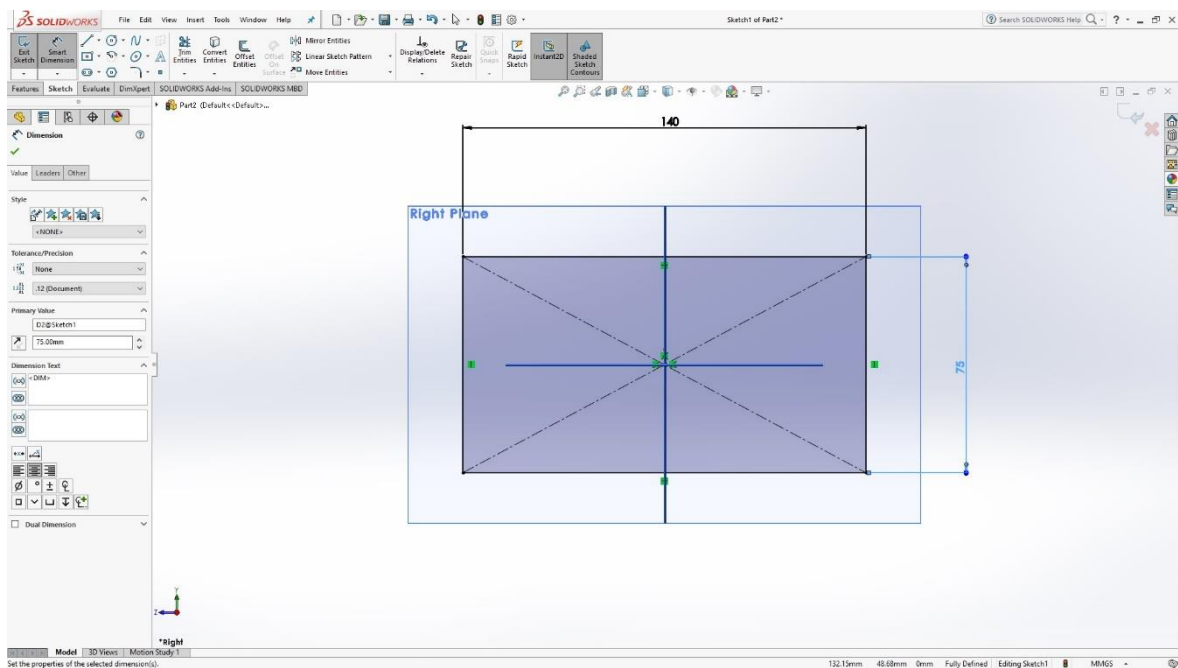 SOLIDWORKS File Edit View Insert Tools Window Help Sketch1 of Part2 * Search SOLIDWORKS Help
Exit Sketch
Smart Dimension
Trim Entities
Convert Entities
Offset Entities
Offset On Surface
Mirror Entities
Linear Sketch Pattern
More Entities
Display/Delete Relations
Repair Sketch
Quick Snaps
Rapid Sketch
Instant2D
Shaded Sketch Contours
Features Sketch Evaluate DimXpert SOLIDWORKS Add-Ins SOLIDWORKS MBD
Part2 (Default<<Default>...
Dimension
Value Leaders Other
Style
<NONE>
Tolerance/Precision
None
.12 (Document)
Primary Value
D2@Sketch1
75.00mm
Dimension Text
<DIM>
Dual Dimension
140
Right Plane
75
Y
Z
*Right
Model 3D Views Motion Study 1
Set the properties of the selected dimension(s). 132.15mm 48.68mm 0mm Fully Defined Editing Sketch1 MMGS